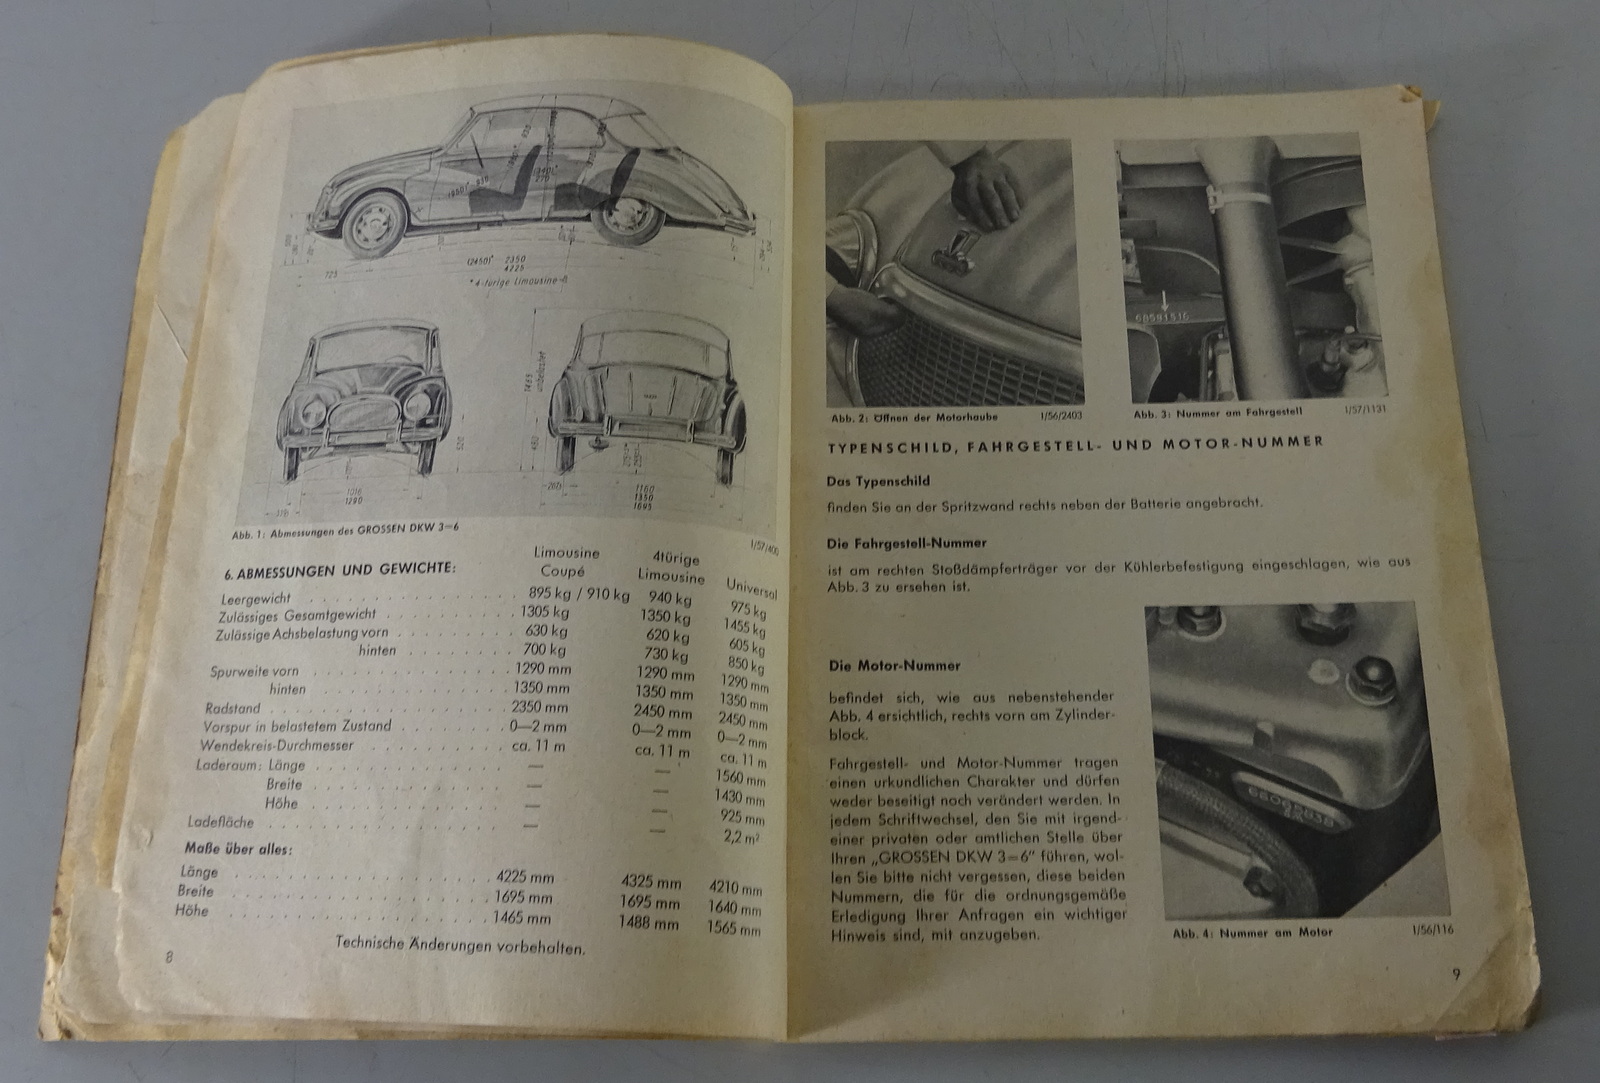 (2450)* 2350
4225
725
* 4-türige Limousine
1465
unbelastet
520
1016
1290
1160
1350
1695
Abb. 1: Abmessungen des GROSSEN DKW 3=6
1/57/400
6. ABMESSUNGEN UND GEWICHTE: Limousine Coupé 4türige Limousine Universal
Leergewicht 895 kg / 910 kg 940 kg 975 kg
Zulässiges Gesamtgewicht 1305 kg 1350 kg 1455 kg
Zulässige Achsbelastung vorn 630 kg 620 kg 605 kg
hinten 700 kg 730 kg 850 kg
Spurweite vorn 1290 mm 1290 mm 1290 mm
hinten 1350 mm 1350 mm 1350 mm
Radstand 2350 mm 2450 mm 2450 mm
Vorspur in belastetem Zustand 0—2 mm 0—2 mm 0—2 mm
Wendekreis-Durchmesser ca. 11 m ca. 11 m ca. 11 m
Laderaum: Länge — — 1560 mm
Breite — — 1430 mm
Höhe — — 925 mm
Ladefläche — — 2,2 m²
Maße über alles:
Länge 4225 mm 4325 mm 4210 mm
Breite 1695 mm 1695 mm 1640 mm
Höhe 1465 mm 1488 mm 1565 mm
Technische Änderungen vorbehalten.
8
68591516
Abb. 2: Öffnen der Motorhaube 1/56/2403
Abb. 3: Nummer am Fahrgestell 1/57/1131
TYPENSCHILD, FAHRGESTELL- UND MOTOR-NUMMER
Das Typenschild
finden Sie an der Spritzwand rechts neben der Batterie angebracht.
Die Fahrgestell-Nummer
ist am rechten Stoßdämpferträger vor der Kühlerbefestigung eingeschlagen, wie aus
Abb. 3 zu ersehen ist.
Die Motor-Nummer
befindet sich, wie aus nebenstehender
Abb. 4 ersichtlich, rechts vorn am Zylinder-
block.
Fahrgestell- und Motor-Nummer tragen
einen urkundlichen Charakter und dürfen
weder beseitigt noch verändert werden. In
jedem Schriftwechsel, den Sie mit irgend-
einer privaten oder amtlichen Stelle über
Ihren „GROSSEN DKW 3=6" führen, wol-
len Sie bitte nicht vergessen, diese beiden
Nummern, die für die ordnungsgemäße
Erledigung Ihrer Anfragen ein wichtiger
Hinweis sind, mit anzugeben.
Abb. 4: Nummer am Motor 1/56/116
9